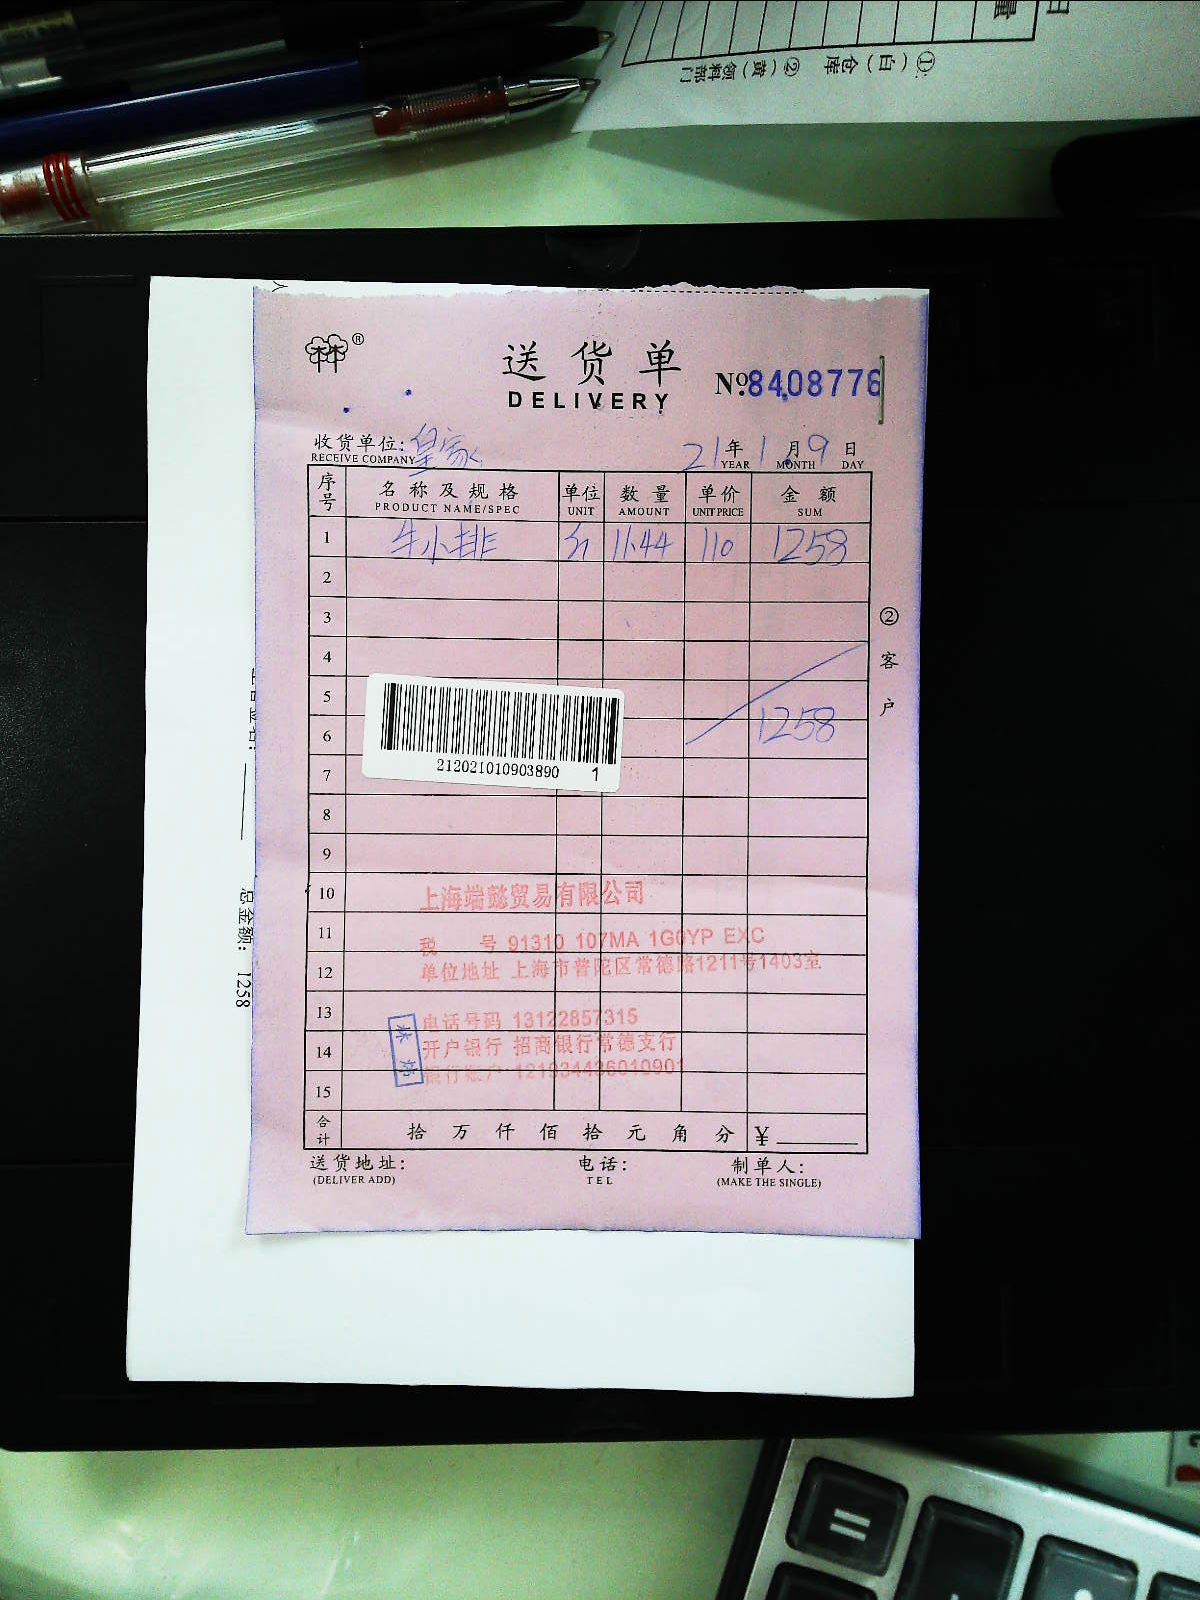 ①（白）仓库 ②（黄）领料部门
量
送货单
DELIVERY
№8408776
收货单位：皇家
RECEIVE COMPANY
21年1月9日
YEAR MONTH DAY
序号 名称及规格 单位 数量 单价 金额
PRODUCT NAME/SPEC UNIT AMOUNT UNIT PRICE SUM
1 牛小排 11.44 110 1258
2
3
4
5
6 1258
7
8
9
10
11
12
13
14
15
②客户
212021010903890 1
上海端懿贸易有限公司
税 号 91310 107MA 1G0YP EXC
单位地址 上海市普陀区常德路1211号1403室
电话号码 13122857315
开户银行 招商银行常德支行
银行账户 121934436010901
林
合计 拾 万 仟 佰 拾 元 角 分 ¥
送货地址： 电话： 制单人：
(DELIVER ADD) TEL (MAKE THE SINGLE)
总金额： 1258
=